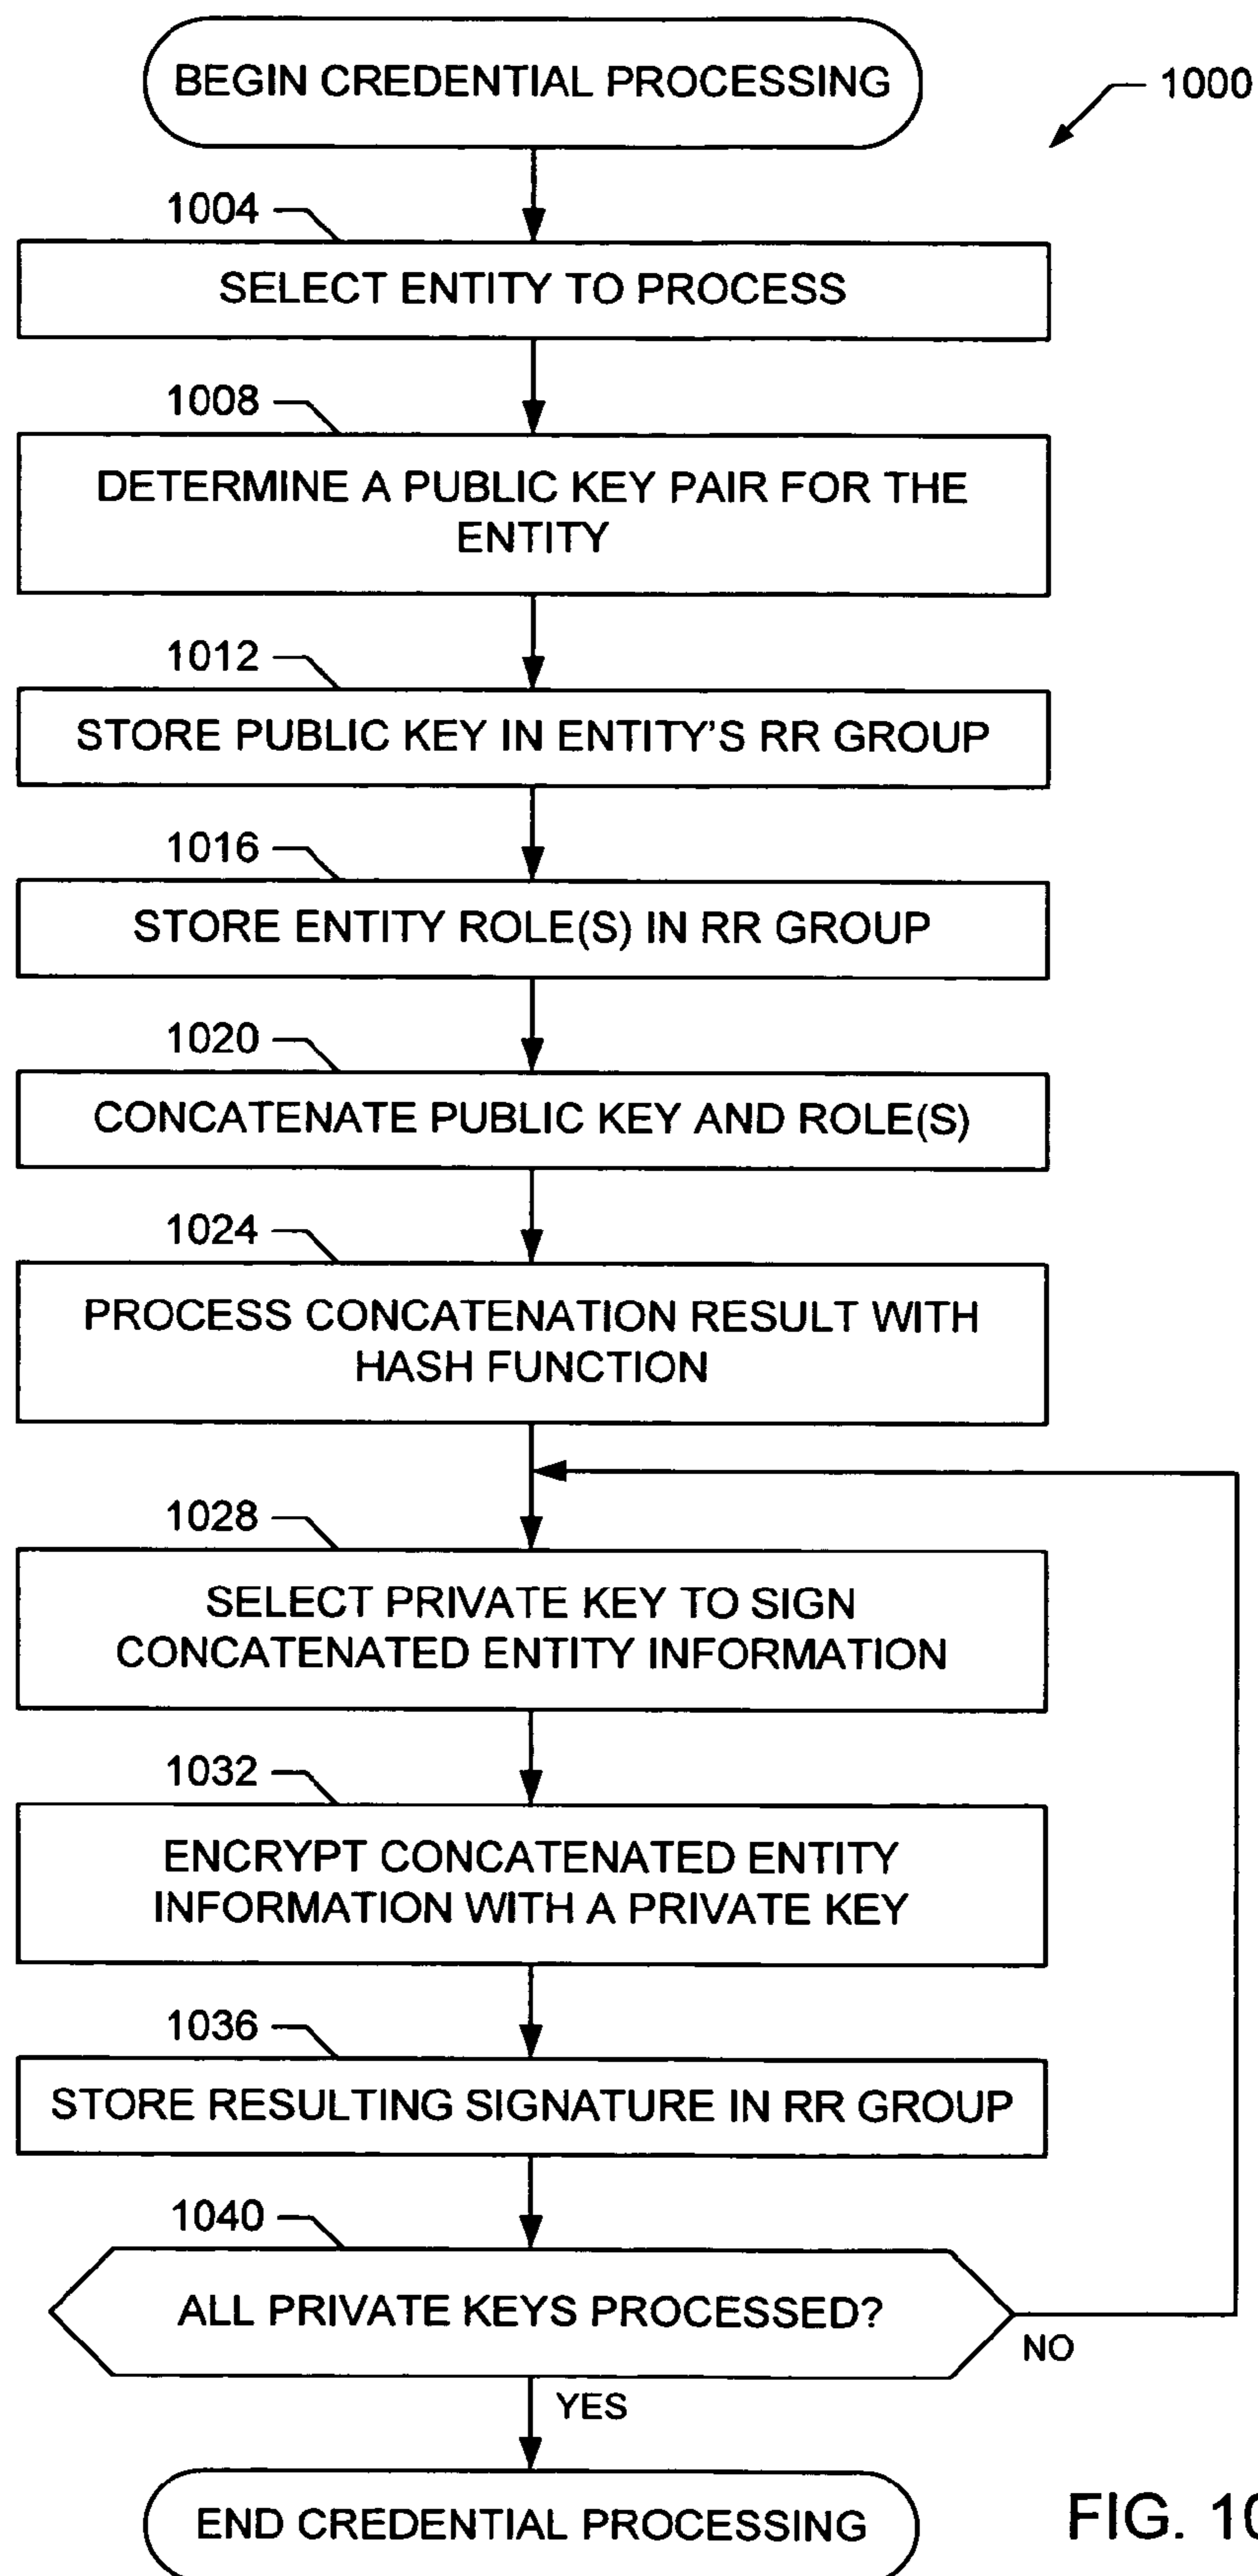 BEGIN CREDENTIAL PROCESSING
1000
1004
SELECT ENTITY TO PROCESS
1008
DETERMINE A PUBLIC KEY PAIR FOR THE
ENTITY
1012
STORE PUBLIC KEY IN ENTITY'S RR GROUP
1016
STORE ENTITY ROLE(S) IN RR GROUP
1020
CONCATENATE PUBLIC KEY AND ROLE(S)
1024
PROCESS CONCATENATION RESULT WITH
HASH FUNCTION
1028
SELECT PRIVATE KEY TO SIGN
CONCATENATED ENTITY INFORMATION
1032
ENCRYPT CONCATENATED ENTITY
INFORMATION WITH A PRIVATE KEY
1036
STORE RESULTING SIGNATURE IN RR GROUP
1040
ALL PRIVATE KEYS PROCESSED?
NO
YES
END CREDENTIAL PROCESSING
FIG. 10